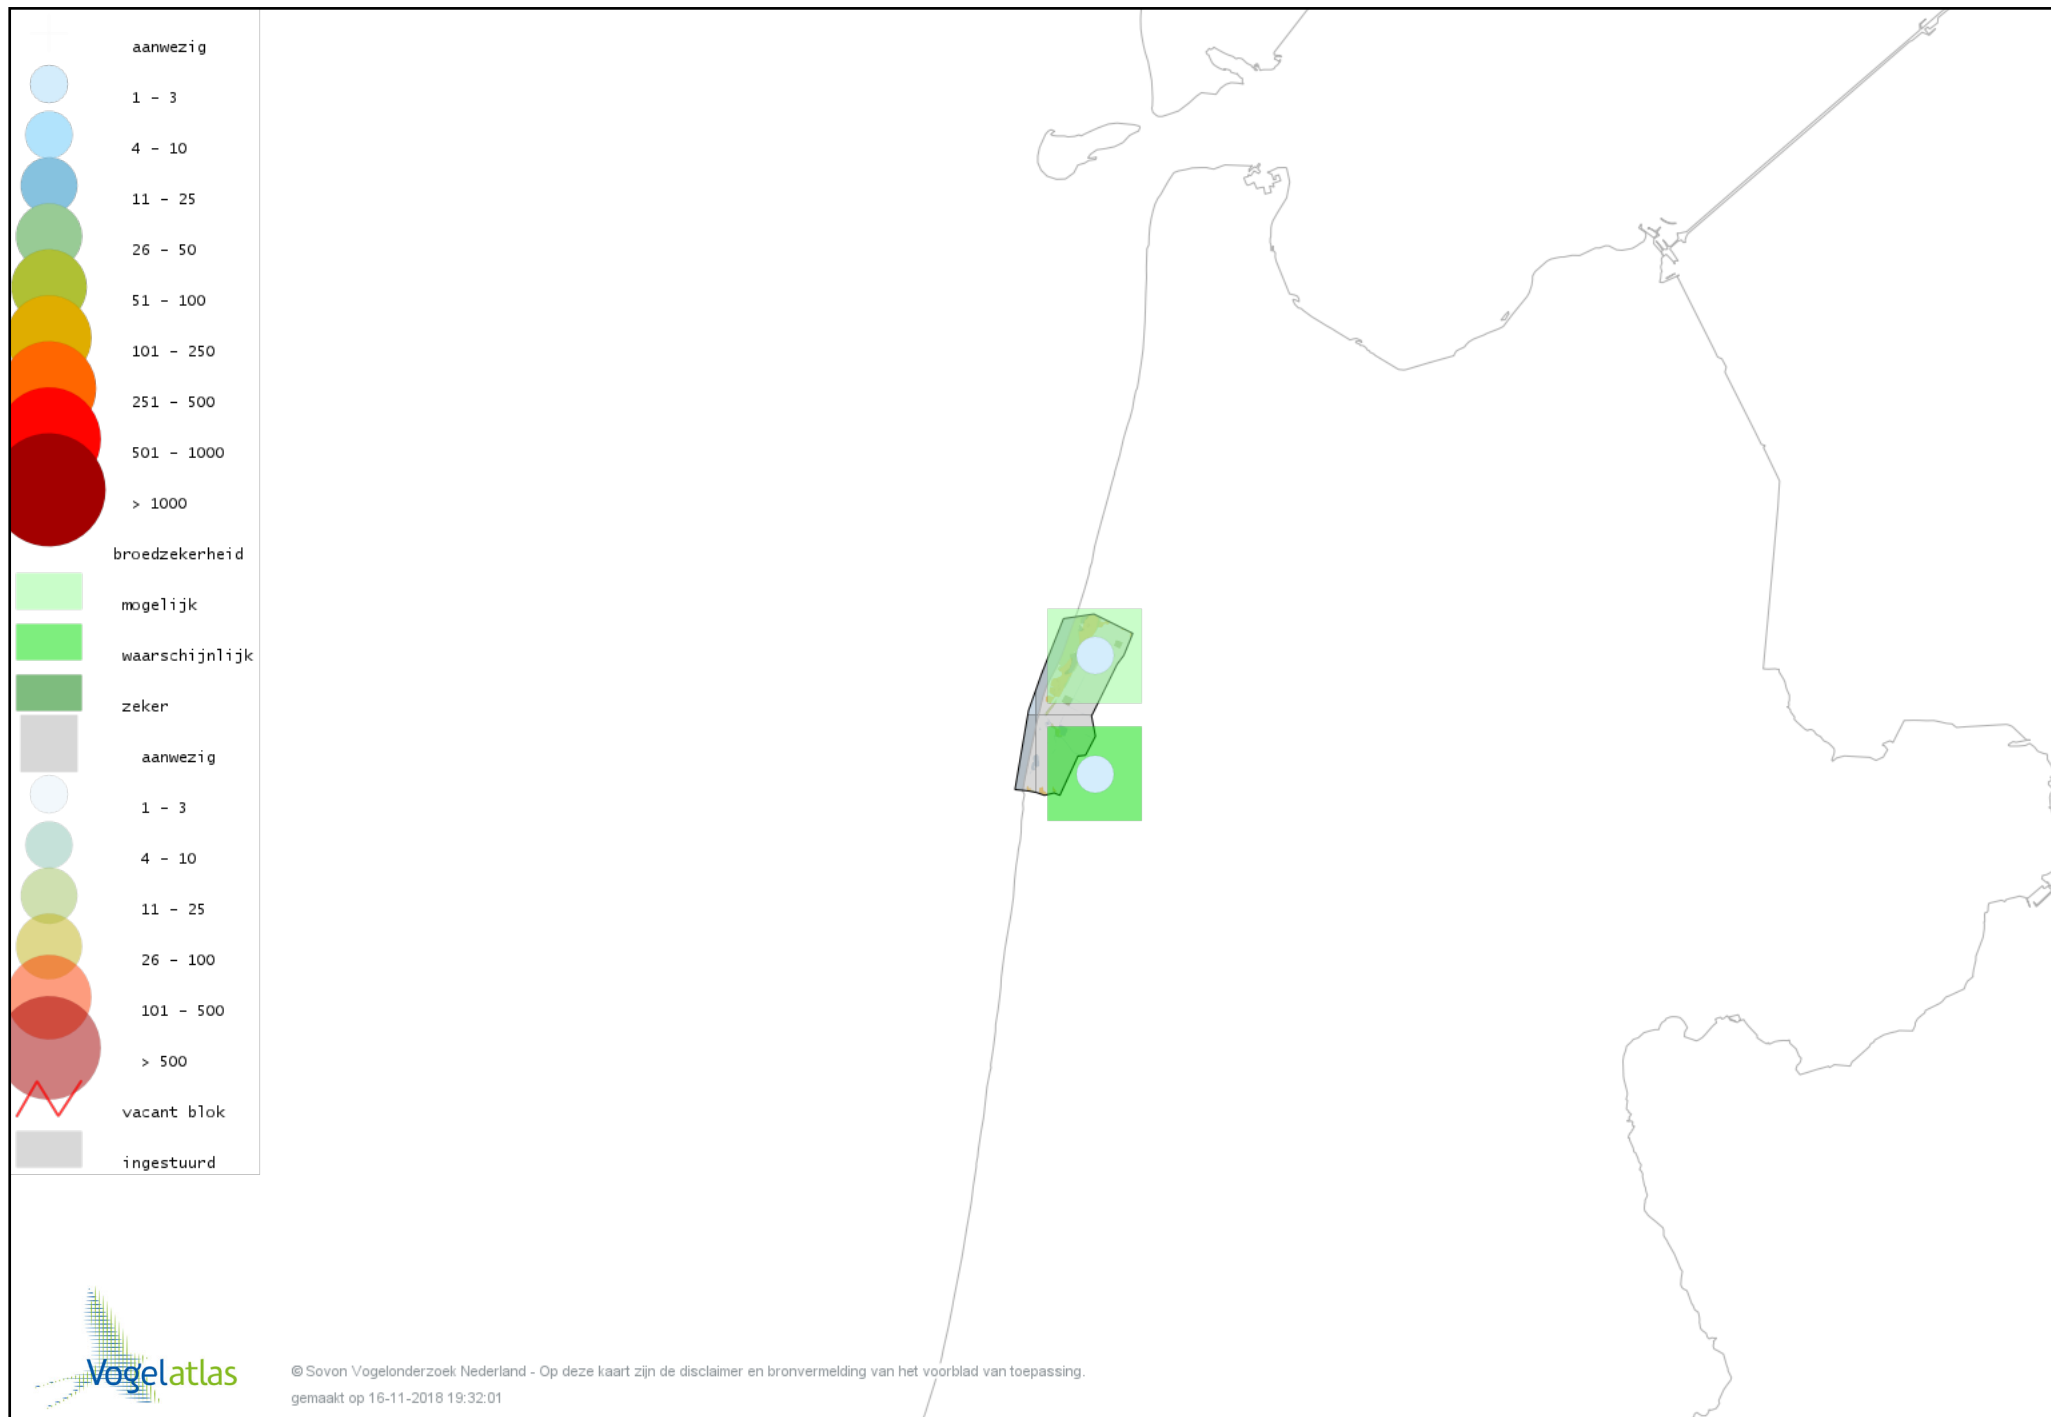 aanwezig
1 - 3
4 - 10
11 - 25
26 - 50
51 - 100
101 - 250
251 - 500
501 - 1000
> 1000
broedzekerheid
mogelijk
waarschijnlijk
zeker
aanwezig
1 - 3
4 - 10
11 - 25
26 - 100
101 - 500
> 500
vacant blok
ingestuurd
Vogelatlas
© Sovon Vogelonderzoek Nederland - Op deze kaart zijn de disclaimer en bronvermelding van het voorblad van toepassing.
gemaakt op 16-11-2018 19:32:01